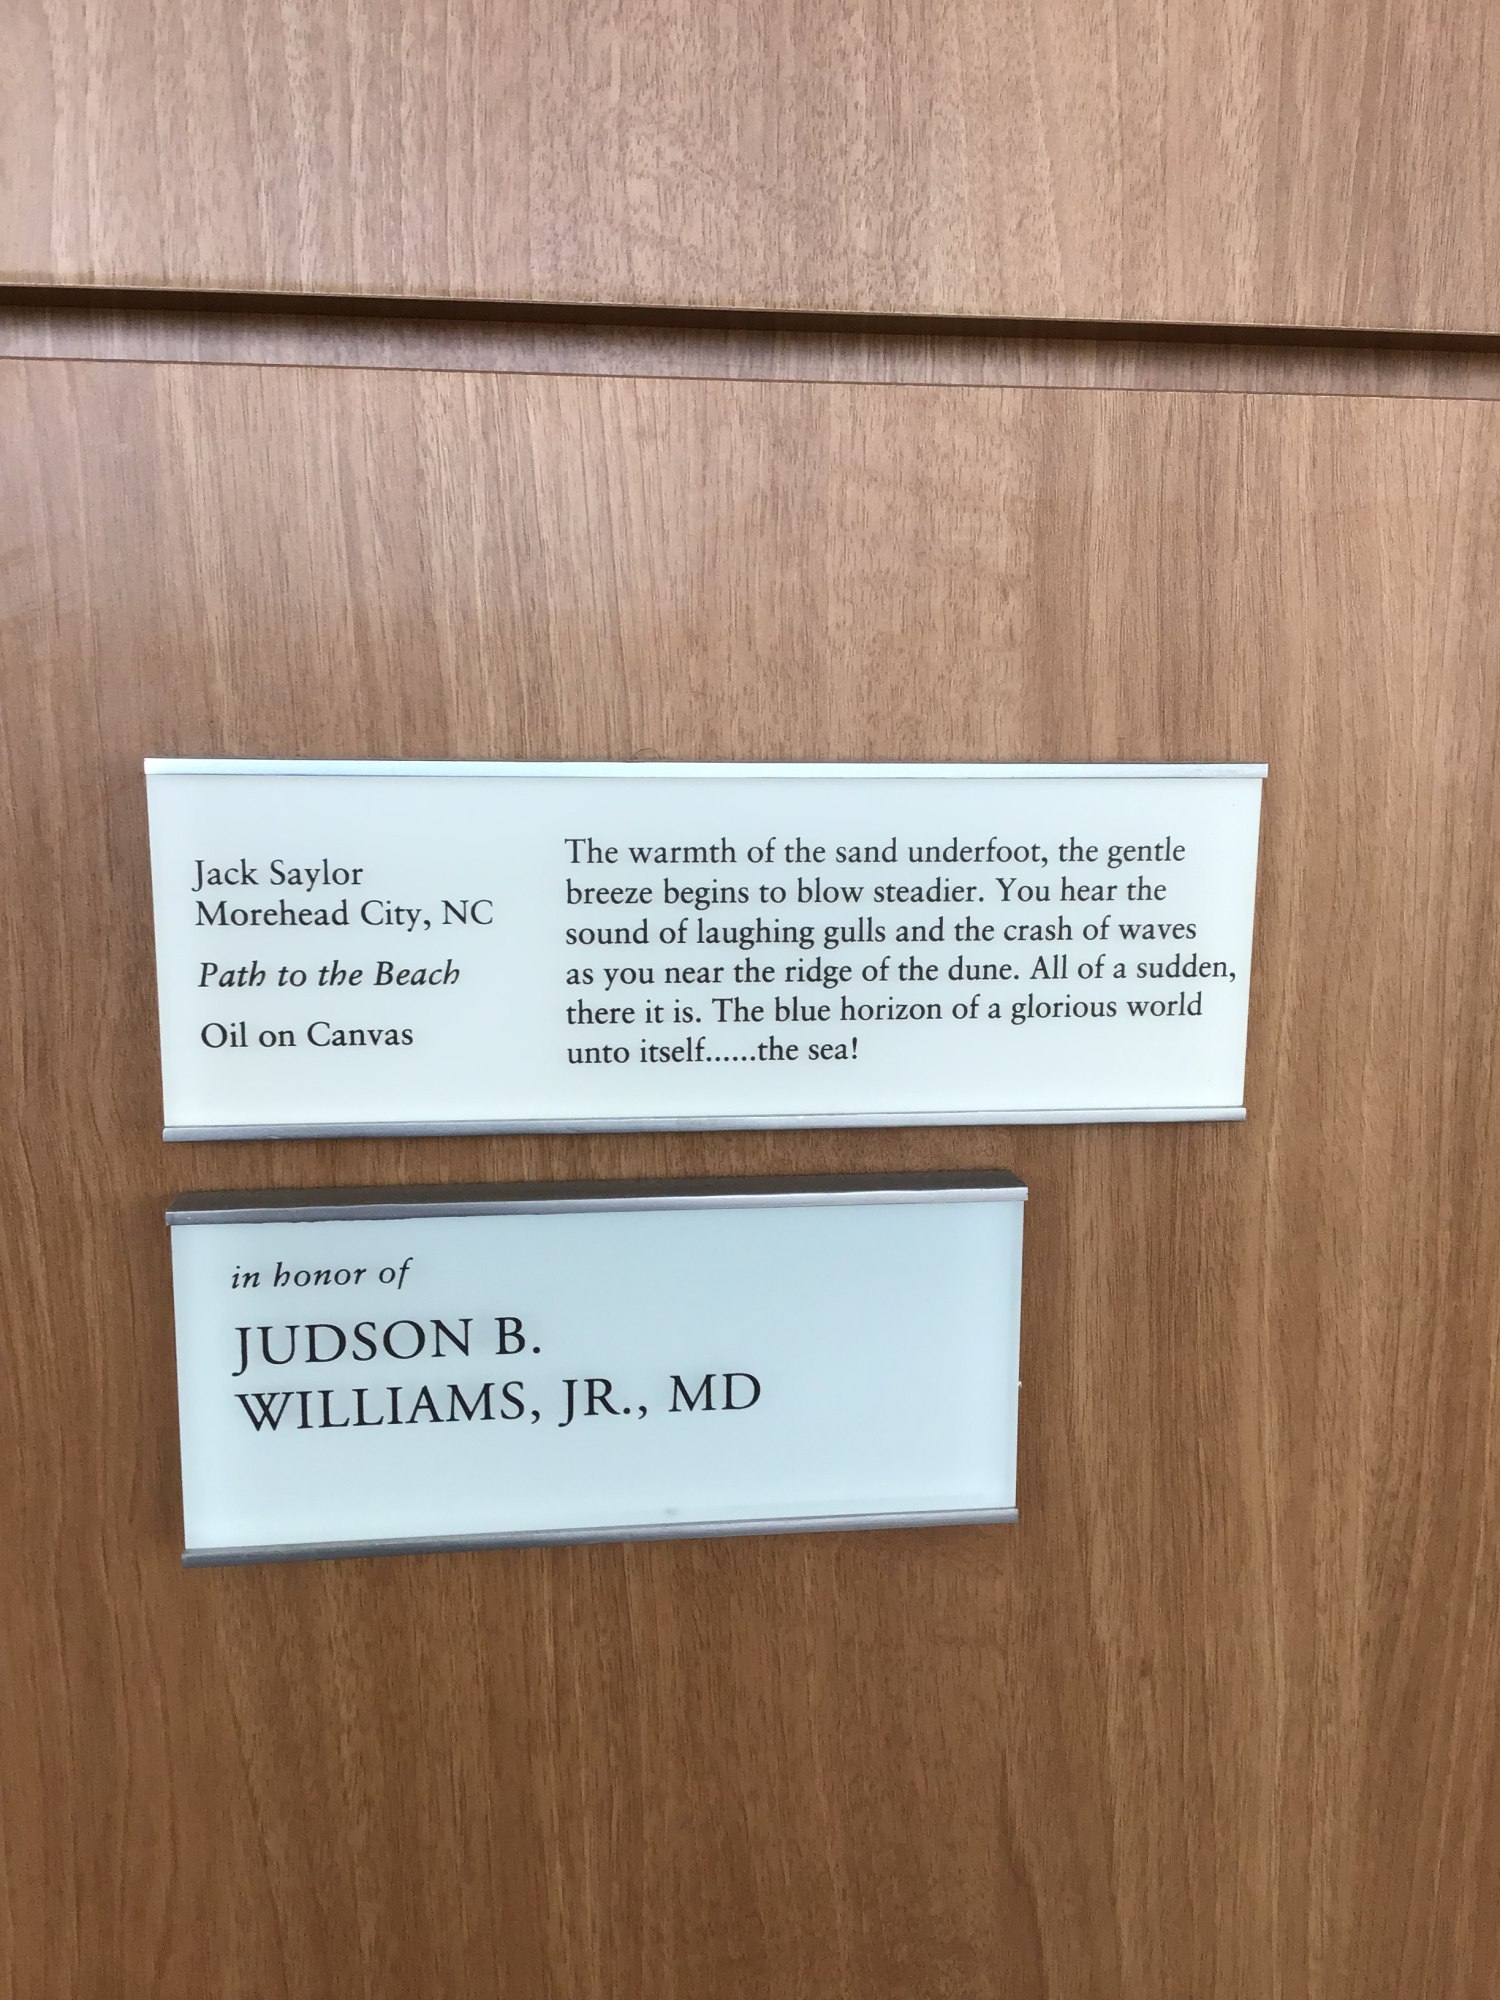 Jack Saylor
Morehead City, NC
Path to the Beach
Oil on Canvas
The warmth of the sand underfoot, the gentle
breeze begins to blow steadier. You hear the
sound of laughing gulls and the crash of waves
as you near the ridge of the dune. All of a sudden,
there it is. The blue horizon of a glorious world
unto itself......the sea!
in honor of
JUDSON B.
WILLIAMS, JR., MD